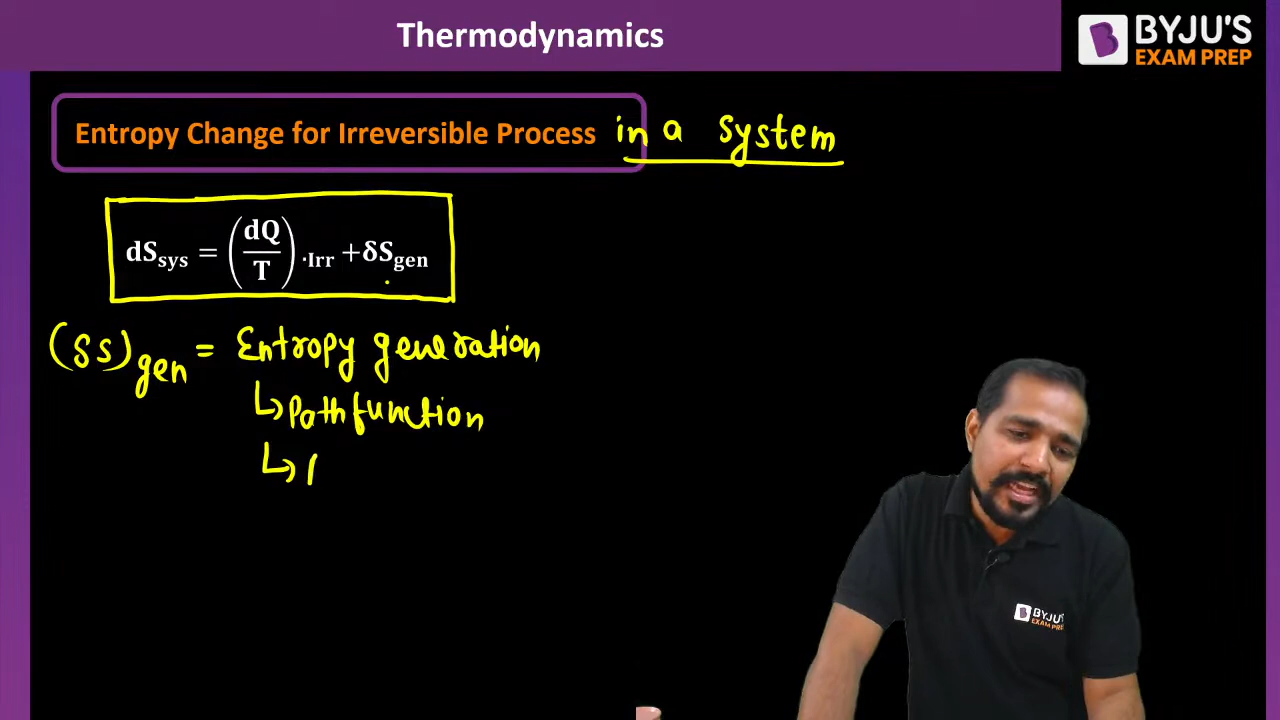 Thermodynamics
BYJU'S
EXAM PREP
Entropy Change for Irreversible Process in a system
dS_sys = (dQ/T)._Irr + δS_gen
(δS)_gen = Entropy generation
↳ Path function
↳
BYJU'S
EXAM PREP